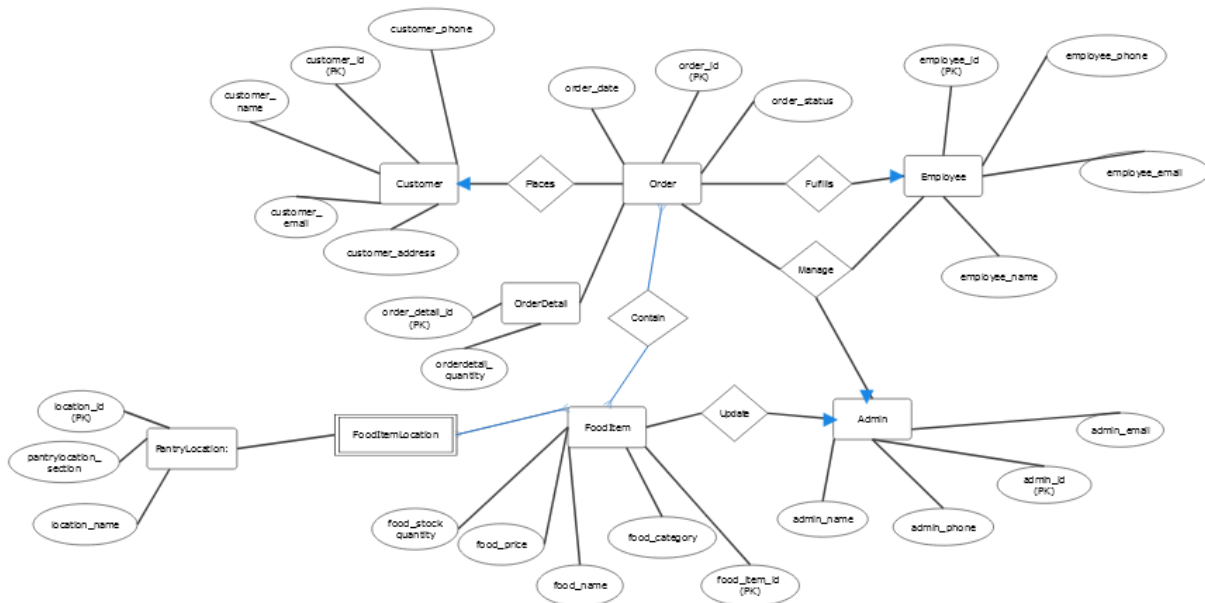 customer_phone
customer_id
(PK)
customer_
name
customer_
email
customer_address
Customer
Places
order_date
order_id
(PK)
order_status
Order
Fulfills
employee_id
(PK)
employee_phone
Employee
employee_email
employee_name
Manage
order_detail_id
(PK)
OrderDetail
orderdetail_
quantity
Contain
location_id
(PK)
pantrylocation_
section
location_name
PantryLocation:
FoodItemLocation
FoodItem
Update
Admin
admin_email
admin_id
(PK)
admin_name
admin_phone
food_stock
quantity
food_price
food_name
food_category
food_item_id
(PK)